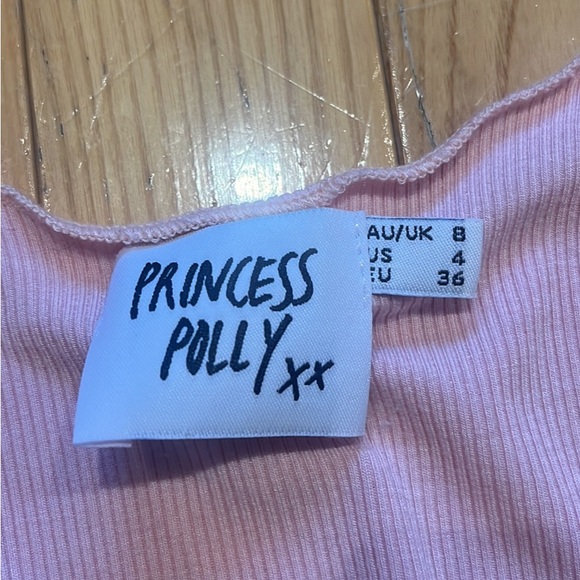 PRINCESS
POLLY xx
AU/UK 8
US 4
EU 36